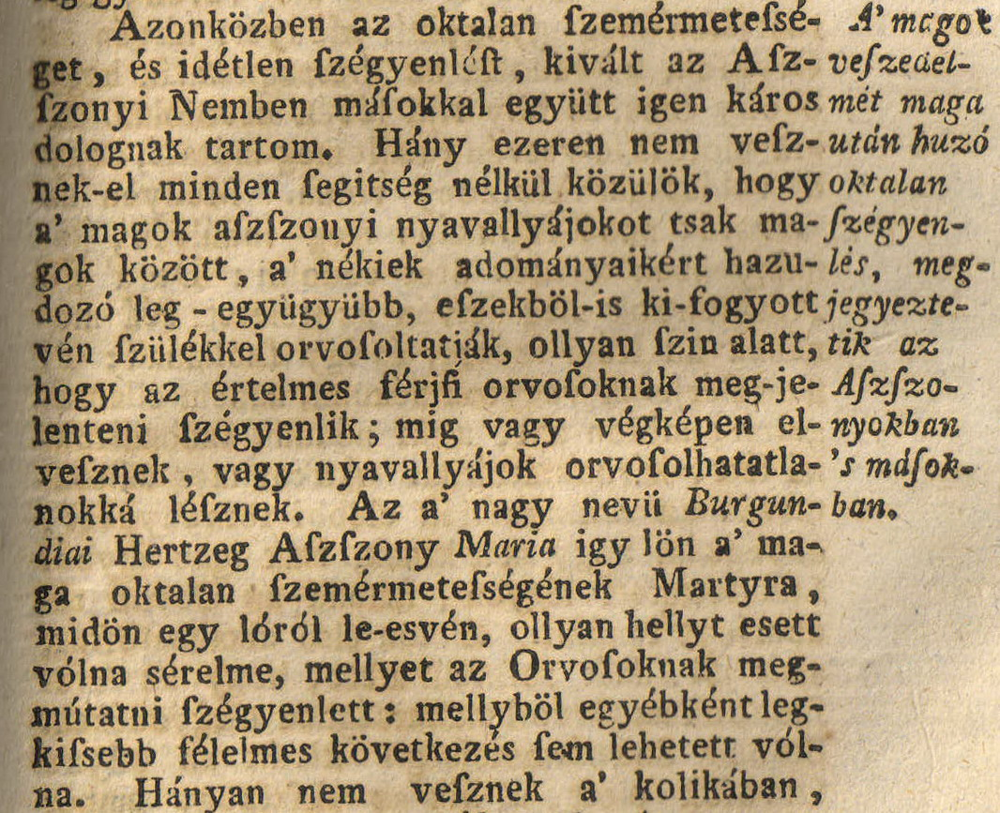 Azonközben az oktalan ſzemérmeteſsé-
get, és idétlen ſzégyenléſt, kivált az Aſz-
ſzonyi Nemben máſokkal együtt igen káros
dolognak tartom. Hány ezeren nem veſz-
nek-el minden ſegitség nélkül közülök, hogy
a' magok aſzſzonyi nyavallyájokot tsak ma-
gok között, a' nékiek adományaikért hazu-
dozó leg-együgyübb, eſzekböl-is ki-fogyott
vén ſzülékkel orvoſoltatják, ollyan ſzin alatt,
hogy az értelmes férjfi orvoſoknak meg-je-
lenteni ſzégyenlik; mig vagy végképen el-
veſznek, vagy nyavallyájok orvoſolhatatla-
nokká léſznek. Az a' nagy nevü Burgun-
diai Hertzeg Aſzſzony Maria igy lön a' ma-
ga oktalan ſzemérmeteſségének Martyra,
midön egy lóról le-esvén, ollyan hellyt esett
vólna sérelme, mellyet az Orvoſoknak meg-
mútatni ſzégyenlett: mellyböl egyébként leg-
kiſsebb félelmes következés ſem lehetett vól-
na. Hányan nem veſznek a' kolikában,
A' magok
veſzedel-
mét maga
után huzó
oktalan
ſzégyen-
lés, meg-
jegyezte-
tik az
Aſzſzo-
nyokban
's máſok-
ban.